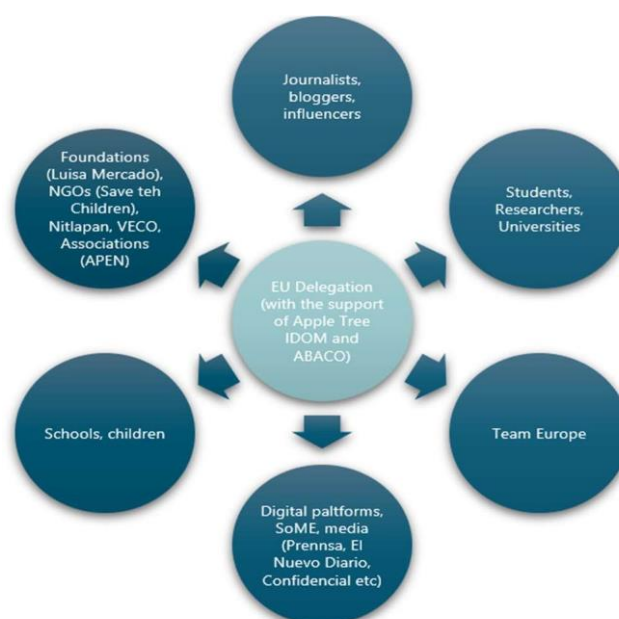 Journalists,
bloggers,
influencers
Foundations
(Luisa Mercado),
NGOs (Save teh
Children),
Nitlapan, VECO,
Associations
(APEN)
Students,
Researchers,
Universities
EU Delegation
(with the support
of Apple Tree
IDOM and
ABACO)
Schools, children
Team Europe
Digital paltforms,
SoME, media
(Prennsa, El
Nuevo Diario,
Confidencial etc)